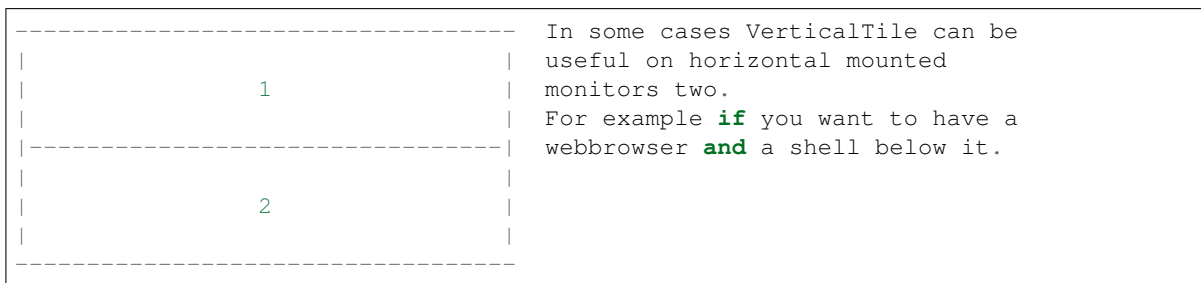 ----------------------------------- In some cases VerticalTile can be
|                                 | useful on horizontal mounted
|                1                | monitors two.
|                                 | For example if you want to have a
|---------------------------------| webbrowser and a shell below it.
|                                 |
|                2                |
|                                 |
-----------------------------------